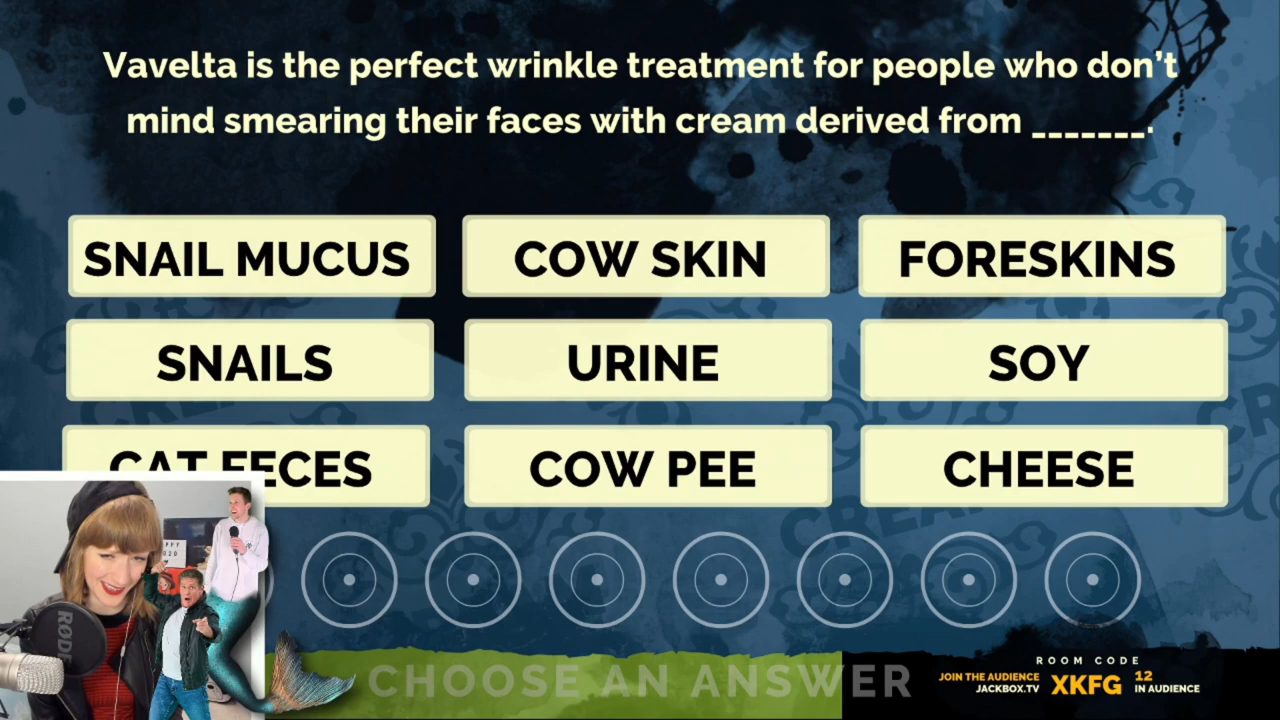 Vavelta is the perfect wrinkle treatment for people who don't
mind smearing their faces with cream derived from _______.
SNAIL MUCUS
COW SKIN
FORESKINS
SNAILS
URINE
SOY
CAT FECES
COW PEE
CHEESE
RØDE
CHOOSE AN ANSWER
ROOM CODE
JOIN THE AUDIENCE
JACKBOX.TV
XKFG
12
IN AUDIENCE